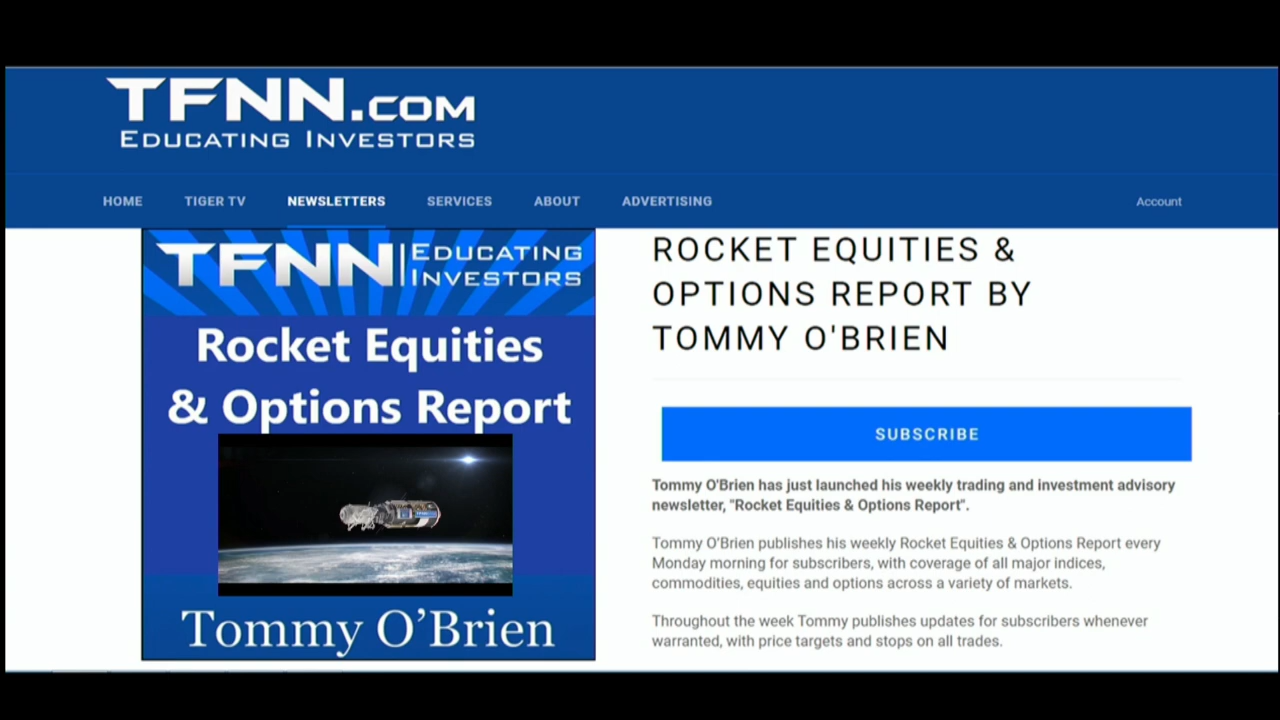 TFNN.COM
EDUCATING INVESTORS
HOME
TIGER TV
NEWSLETTERS
SERVICES
ABOUT
ADVERTISING
Account
TFNN
EDUCATING
INVESTORS
Rocket Equities
& Options Report
Tommy O’Brien
ROCKET EQUITIES &
OPTIONS REPORT BY
TOMMY O'BRIEN
SUBSCRIBE
Tommy O'Brien has just launched his weekly trading and investment advisory
newsletter, "Rocket Equities & Options Report".
Tommy O'Brien publishes his weekly Rocket Equities & Options Report every
Monday morning for subscribers, with coverage of all major indices,
commodities, equities and options across a variety of markets.
Throughout the week Tommy publishes updates for subscribers whenever
warranted, with price targets and stops on all trades.